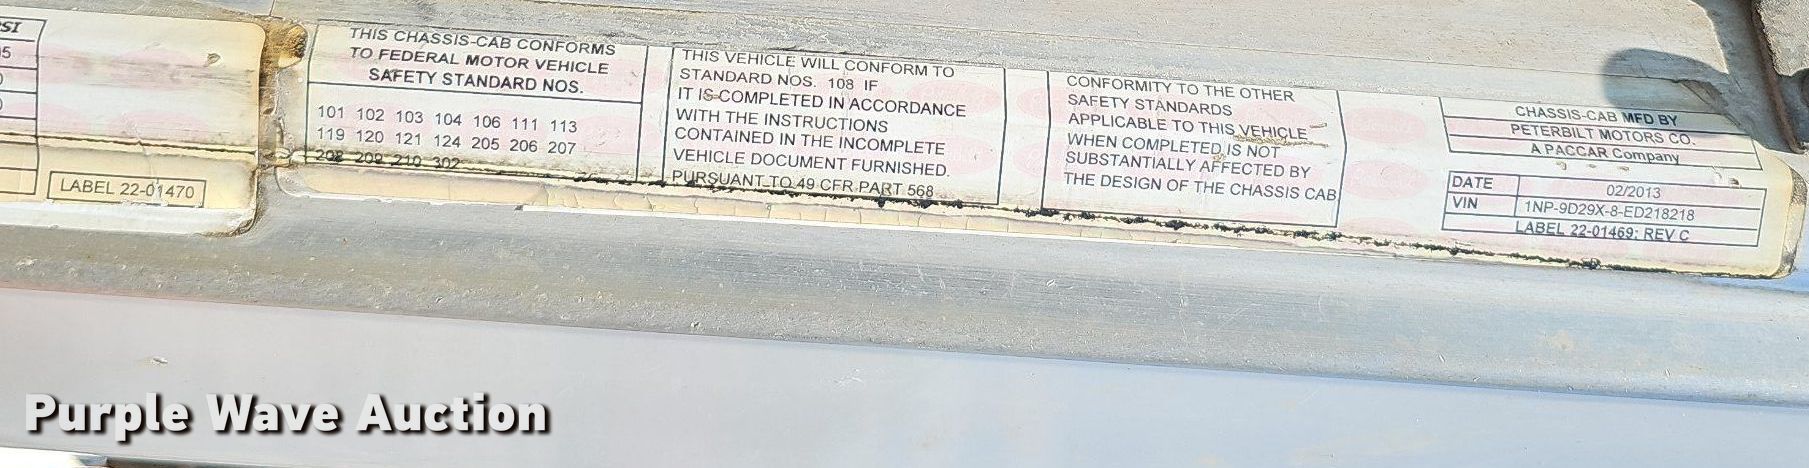 SI
5
0
0
LABEL 22-01470
THIS CHASSIS-CAB CONFORMS
TO FEDERAL MOTOR VEHICLE
SAFETY STANDARD NOS.
101 102 103 104 106 111 113
119 120 121 124 205 206 207
208 209 210 302
THIS VEHICLE WILL CONFORM TO
STANDARD NOS. 108 IF
IT IS COMPLETED IN ACCORDANCE
WITH THE INSTRUCTIONS
CONTAINED IN THE INCOMPLETE
VEHICLE DOCUMENT FURNISHED.
PURSUANT TO 49 CFR PART 568
CONFORMITY TO THE OTHER
SAFETY STANDARDS
APPLICABLE TO THIS VEHICLE
WHEN COMPLETED IS NOT
SUBSTANTIALLY AFFECTED BY
THE DESIGN OF THE CHASSIS CAB
CHASSIS-CAB MFD BY
PETERBILT MOTORS CO.
A PACCAR Company
DATE 02/2013
VIN 1NP-9D29X-8-ED218218
LABEL 22-01469: REV C
Purple Wave Auction